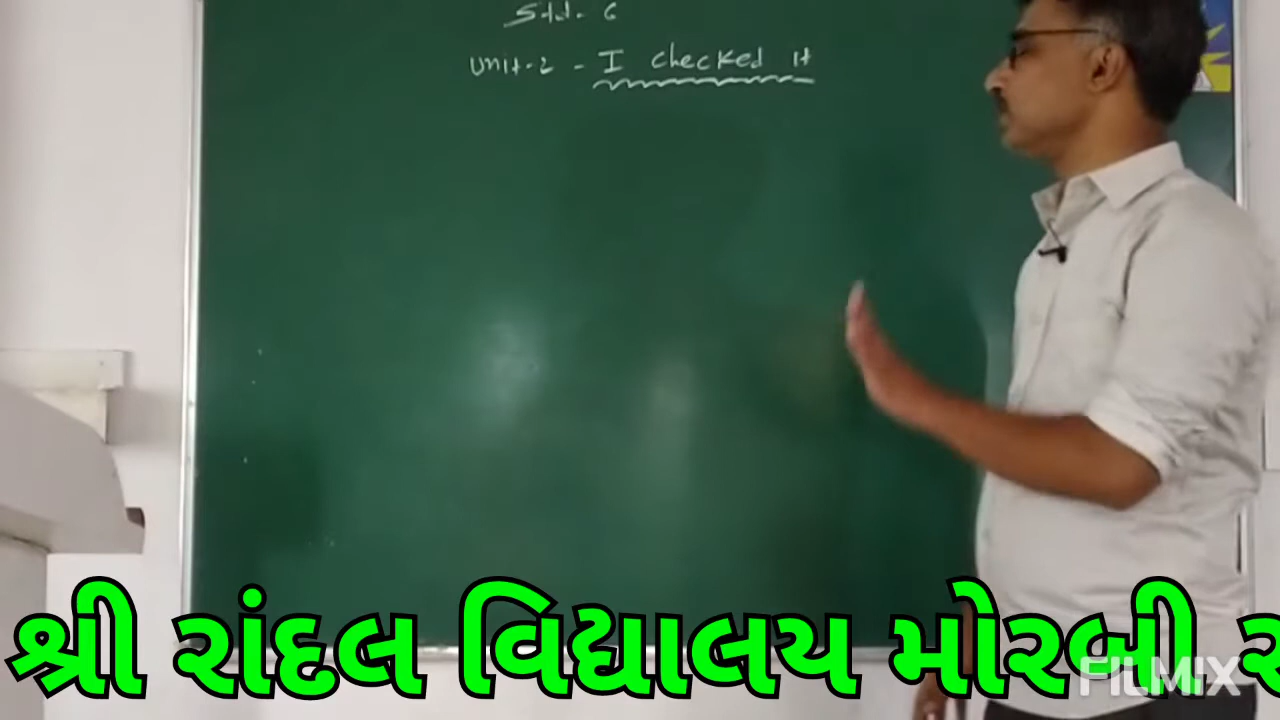 Std. 6
Unit-2 - I checked it
શ્રી રાંદલ વિદ્યાલય મોરબી
FILMIX